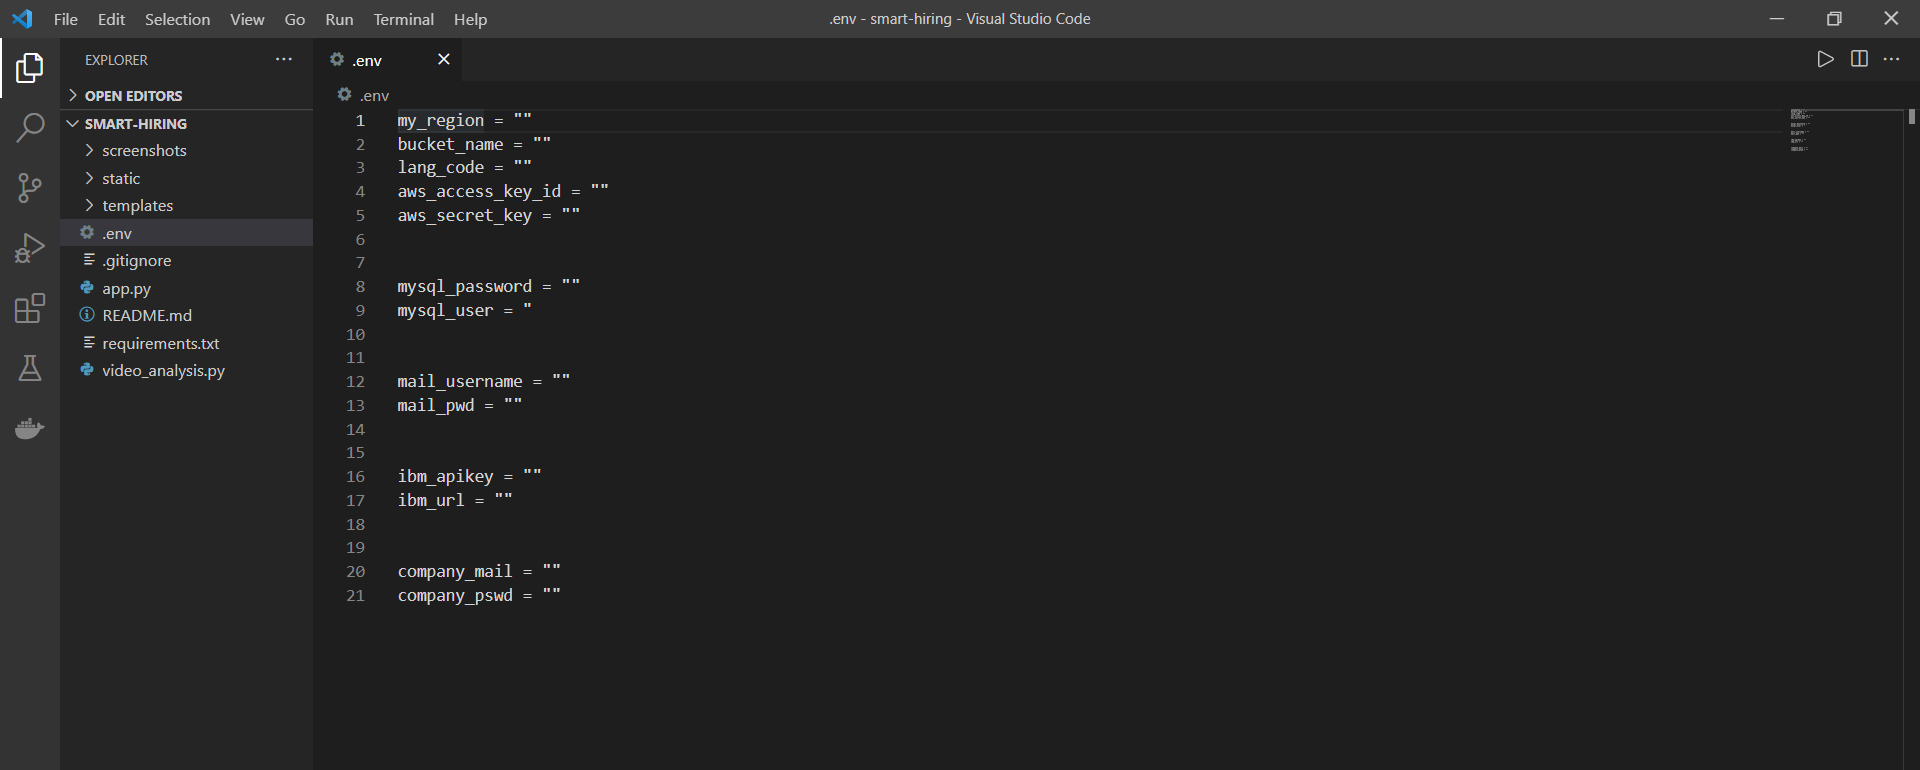 File Edit Selection View Go Run Terminal Help
.env - smart-hiring - Visual Studio Code
EXPLORER
OPEN EDITORS
SMART-HIRING
screenshots
static
templates
.env
.gitignore
app.py
README.md
requirements.txt
video_analysis.py
.env
.env
1 my_region = ""
2 bucket_name = ""
3 lang_code = ""
4 aws_access_key_id = ""
5 aws_secret_key = ""
6
7
8 mysql_password = ""
9 mysql_user = "
10
11
12 mail_username = ""
13 mail_pwd = ""
14
15
16 ibm_apikey = ""
17 ibm_url = ""
18
19
20 company_mail = ""
21 company_pswd = ""